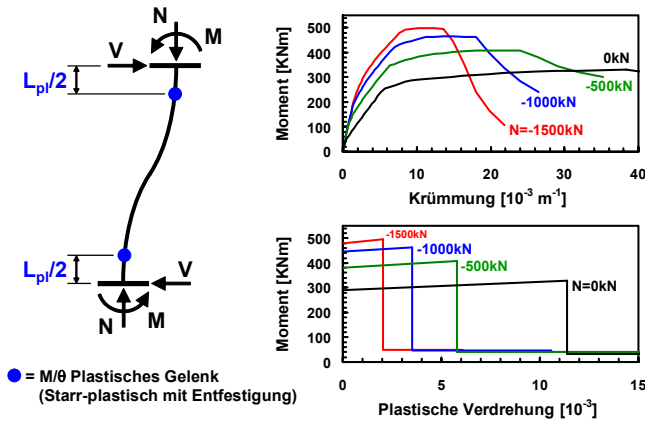 N
M
V
Lpl/2
Lpl/2
V
N
M
= M/θ Plastisches Gelenk
(Starr-plastisch mit Entfestigung)
Moment [KNm]
500
400
300
200
100
0
0kN
-500kN
-1000kN
N=-1500kN
0 10 20 30 40
Krümmung [10-3 m-1]
Moment [KNm]
500
400
300
200
100
0
-1500kN
-1000kN
-500kN
N=0kN
0 5 10 15
Plastische Verdrehung [10-3]